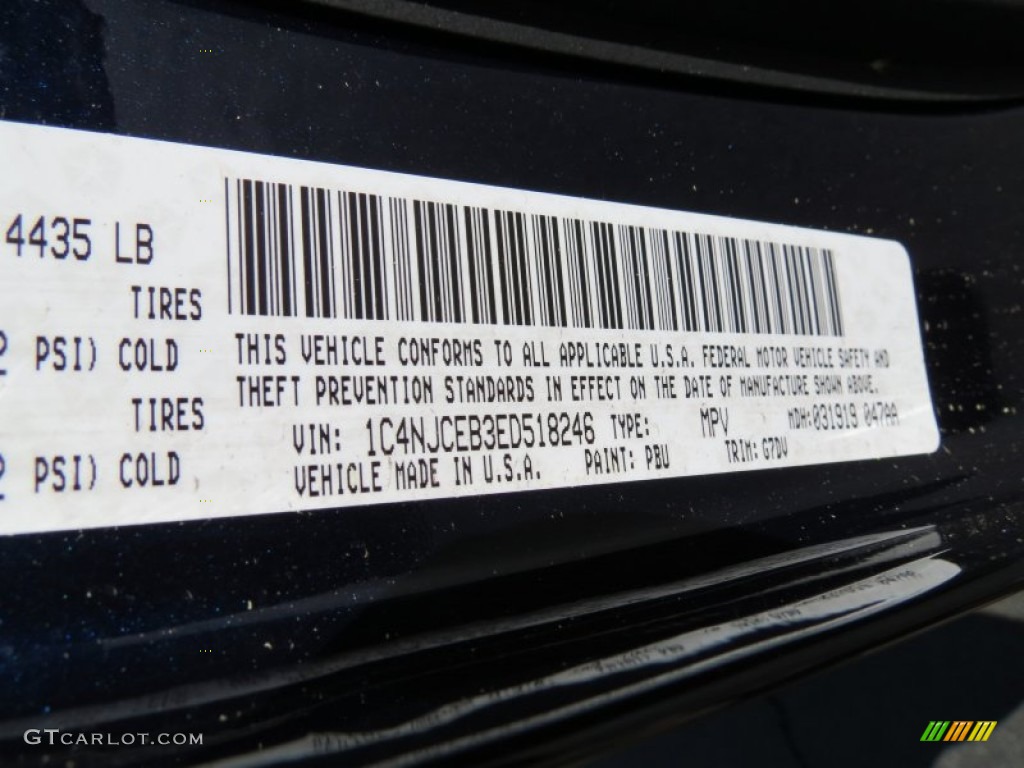 4435 LB
TIRES
PSI) COLD
TIRES
PSI) COLD
THIS VEHICLE CONFORMS TO ALL APPLICABLE U.S.A. FEDERAL MOTOR VEHICLE SAFETY AND
THEFT PREVENTION STANDARDS IN EFFECT ON THE DATE OF MANUFACTURE SHOWN ABOVE.
VIN: 1C4NJCEB3ED518246 TYPE: MPV MDH:031919 047AA
VEHICLE MADE IN U.S.A. PAINT: PBU TRIM: G7DV
GTCARLOT.COM